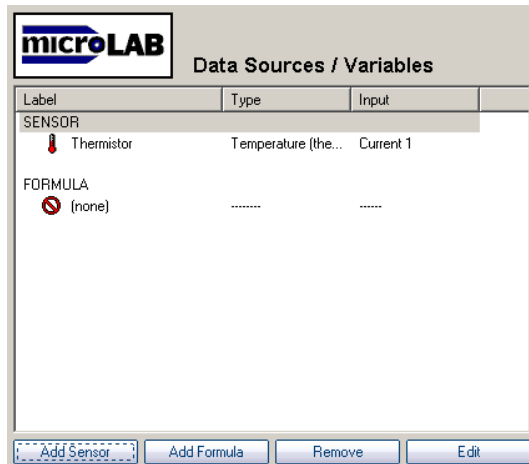 microLAB
Data Sources / Variables
Label Type Input
SENSOR
Thermistor Temperature (the... Current 1
FORMULA
(none) -------- ------
Add Sensor Add Formula Remove Edit